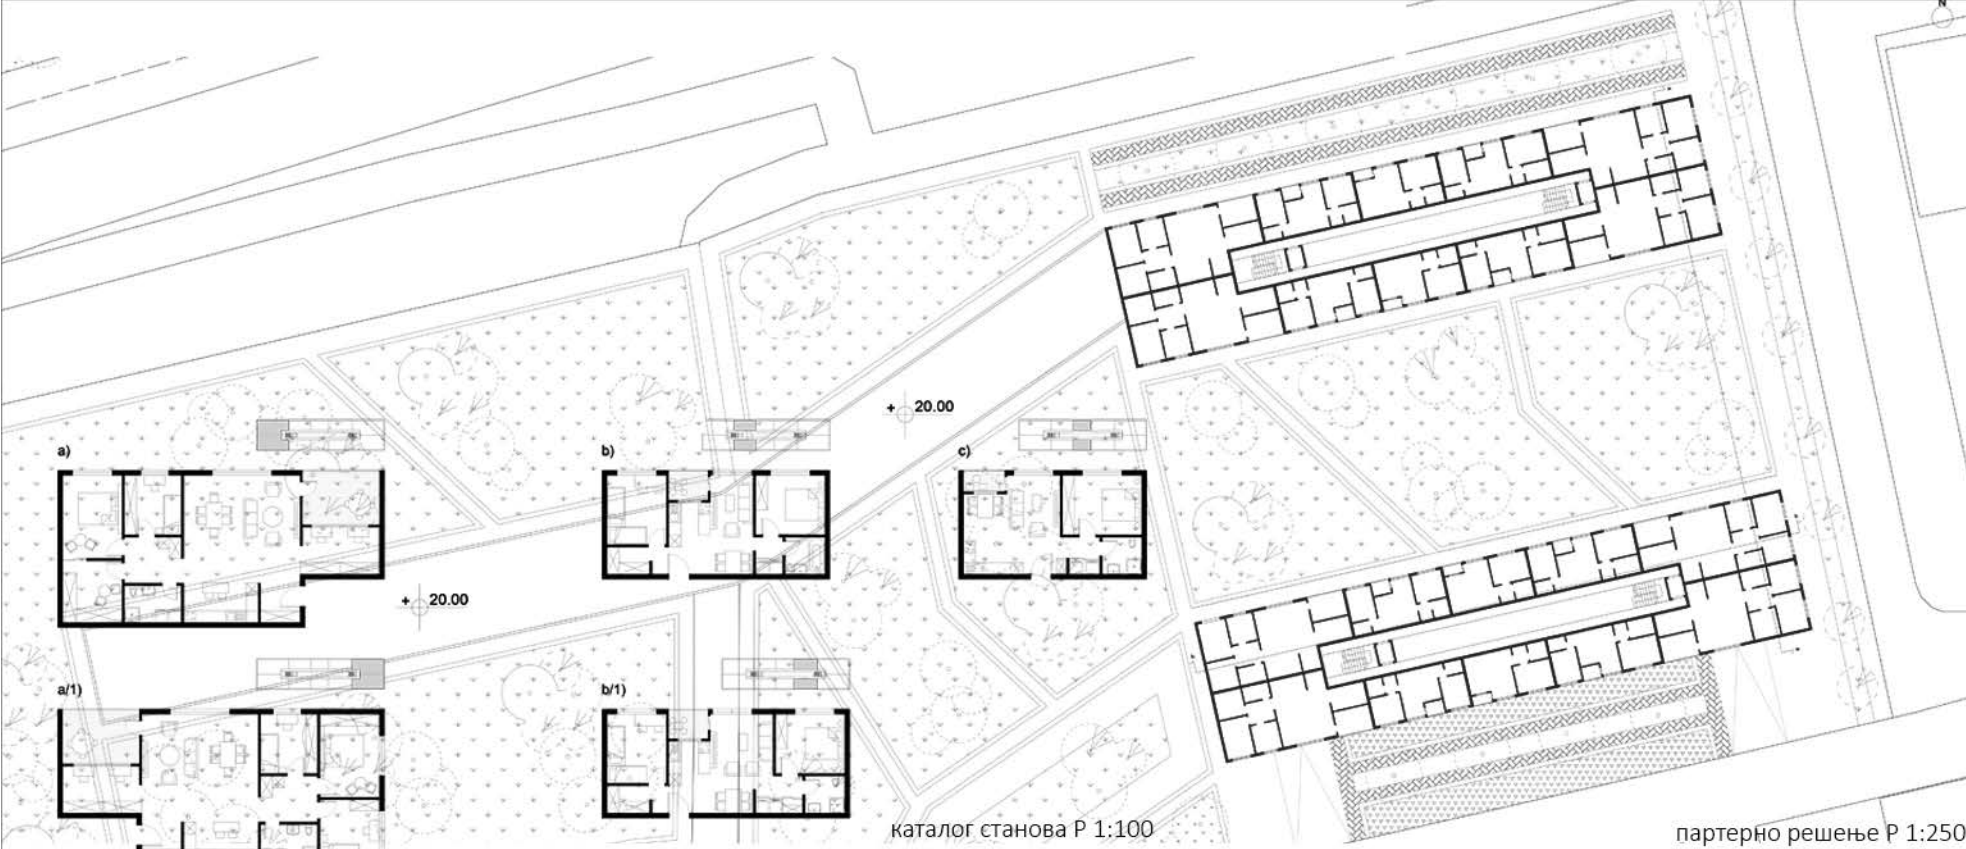 N
+ 20.00
a)
b)
c)
+ 20.00
a/1)
b/1)
каталог станова Р 1:100
партерно решење Р 1:250